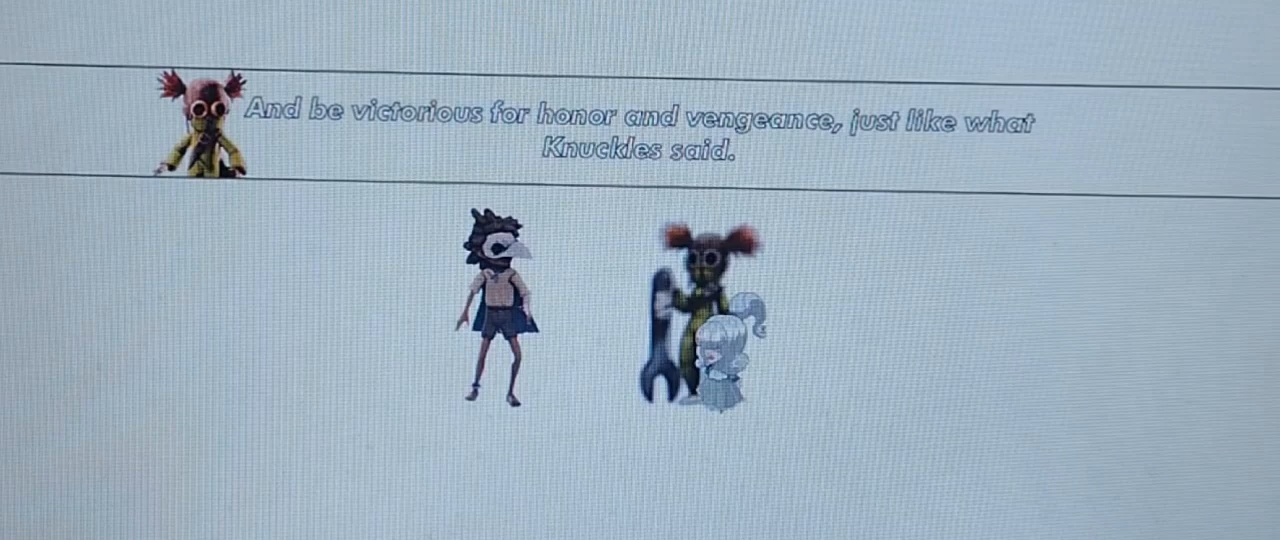 And be victorious for honor and vengeance, just like what
Knuckles said.